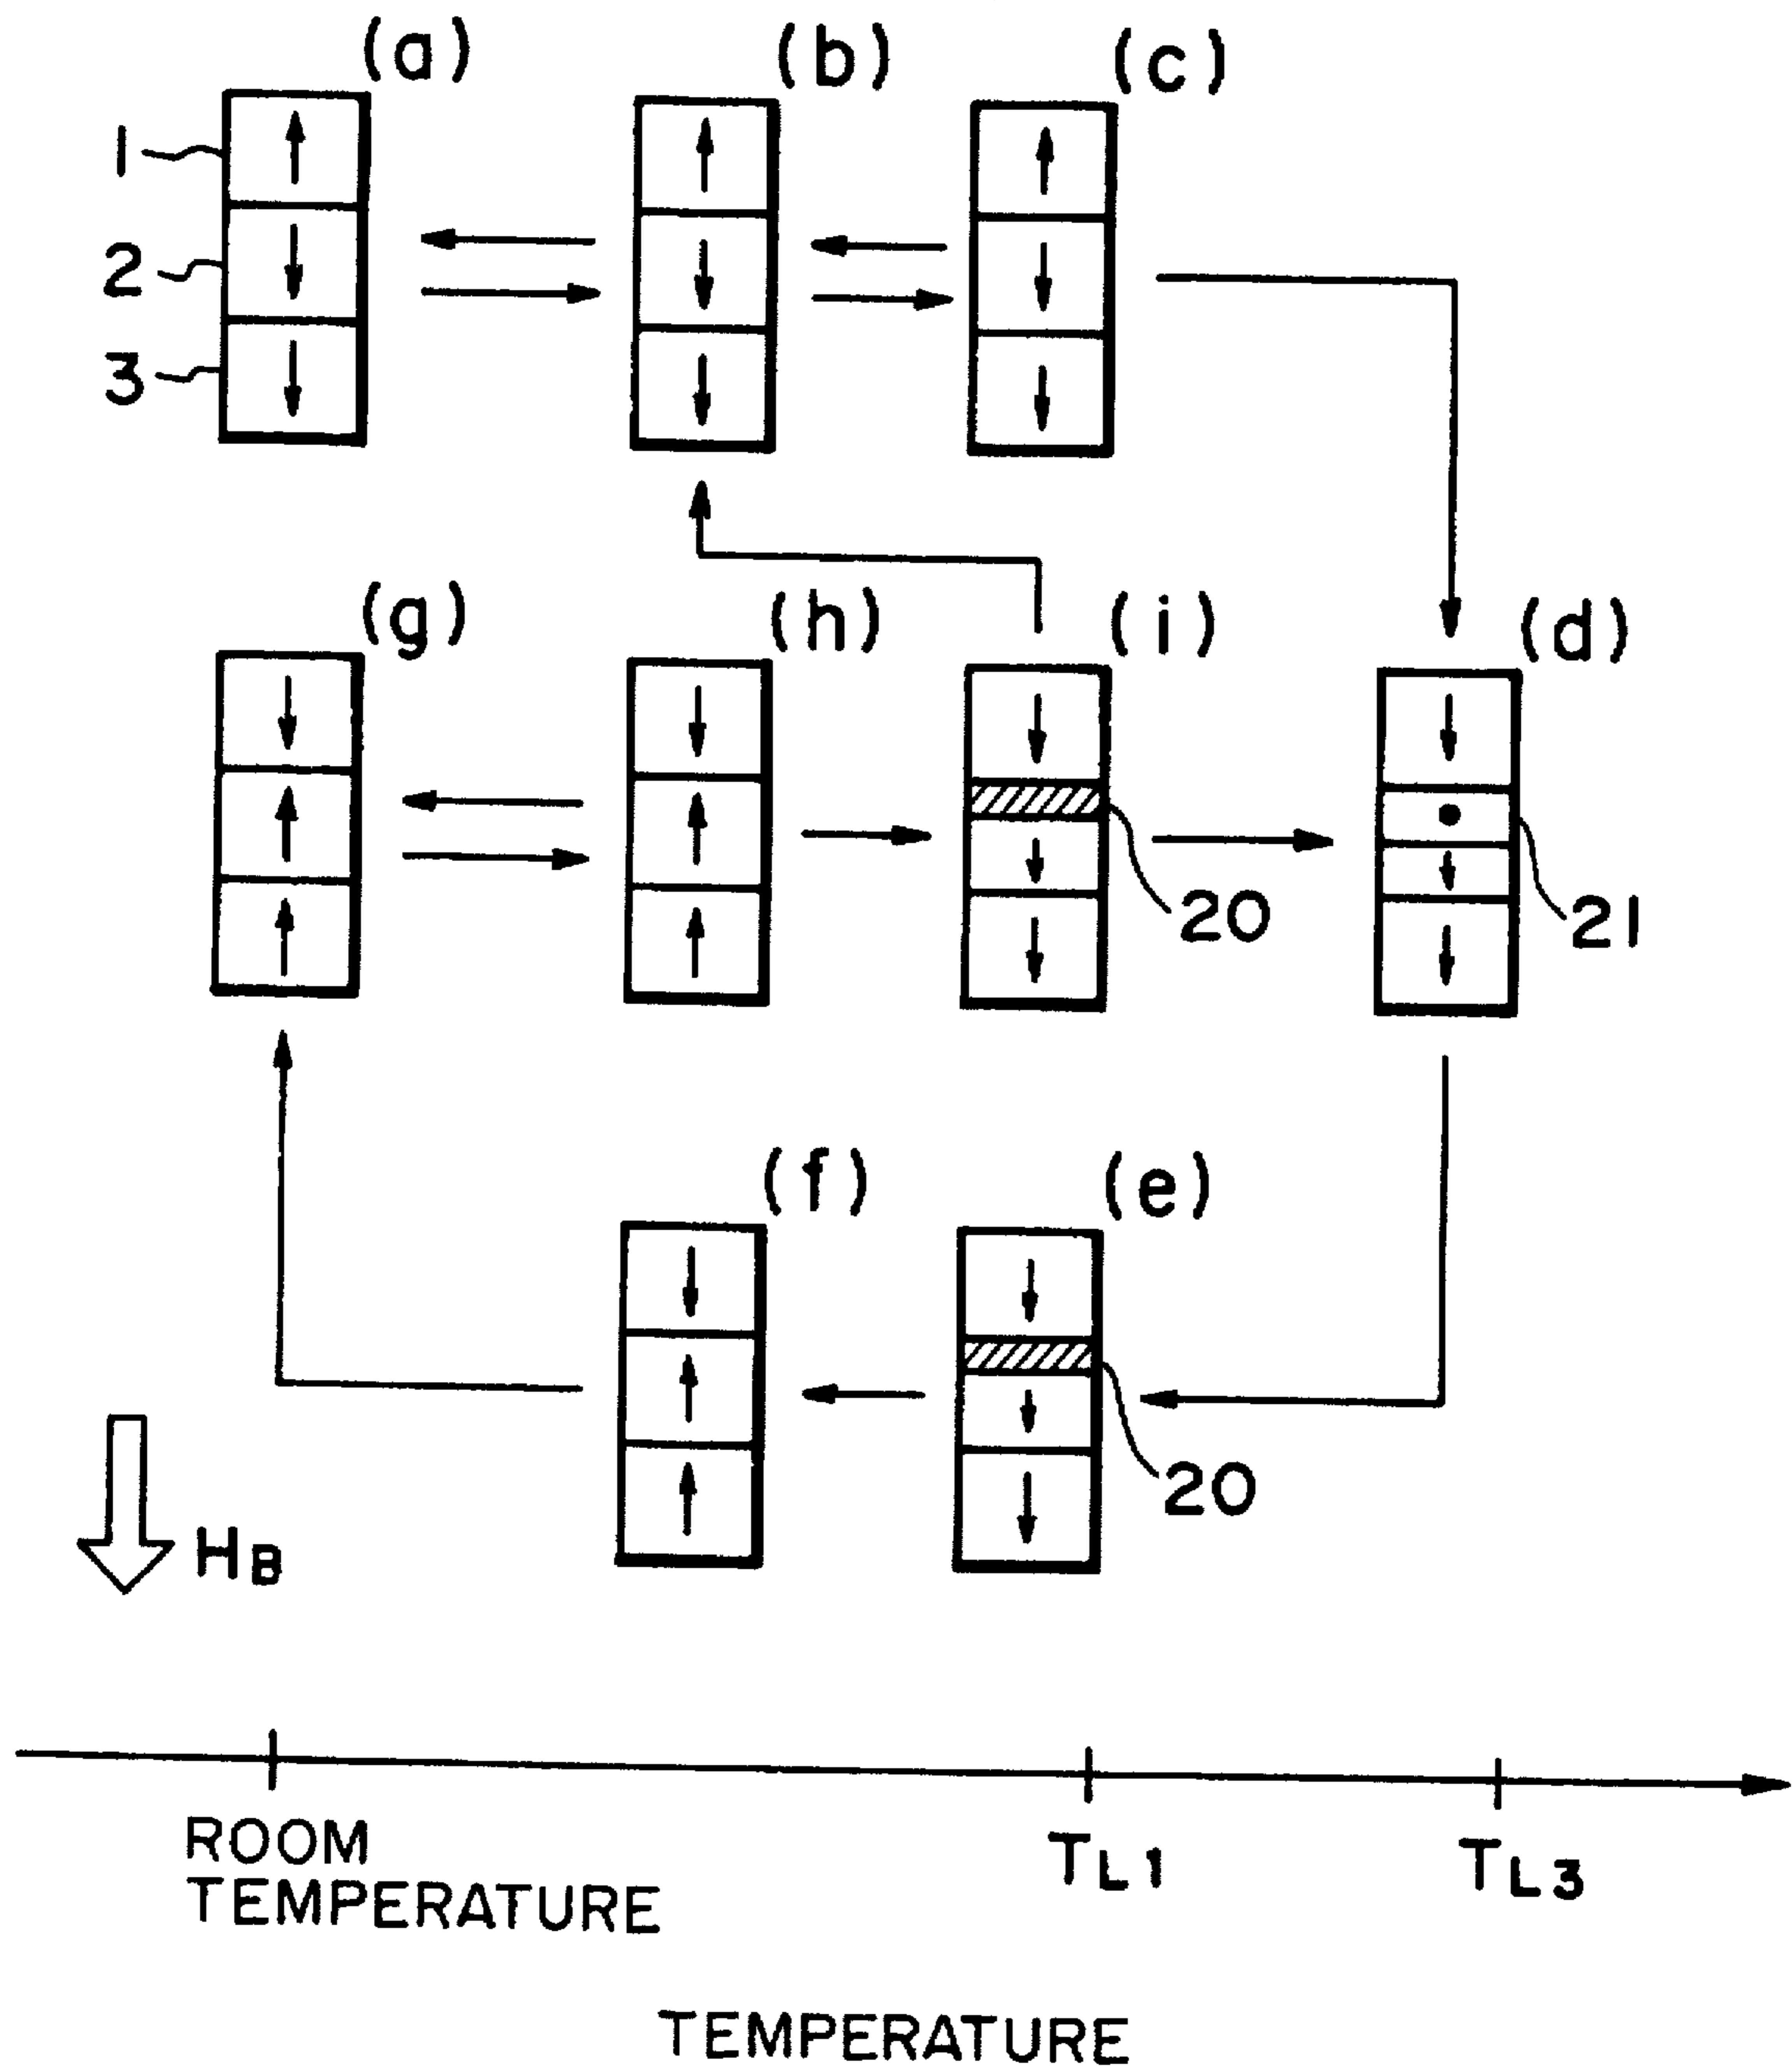 (a) (b) (c)
1
2
3
(g) (h) (i) (d)
20 21
(f) (e)
20
HB
ROOM TEMPERATURE TL1 TL3
TEMPERATURE